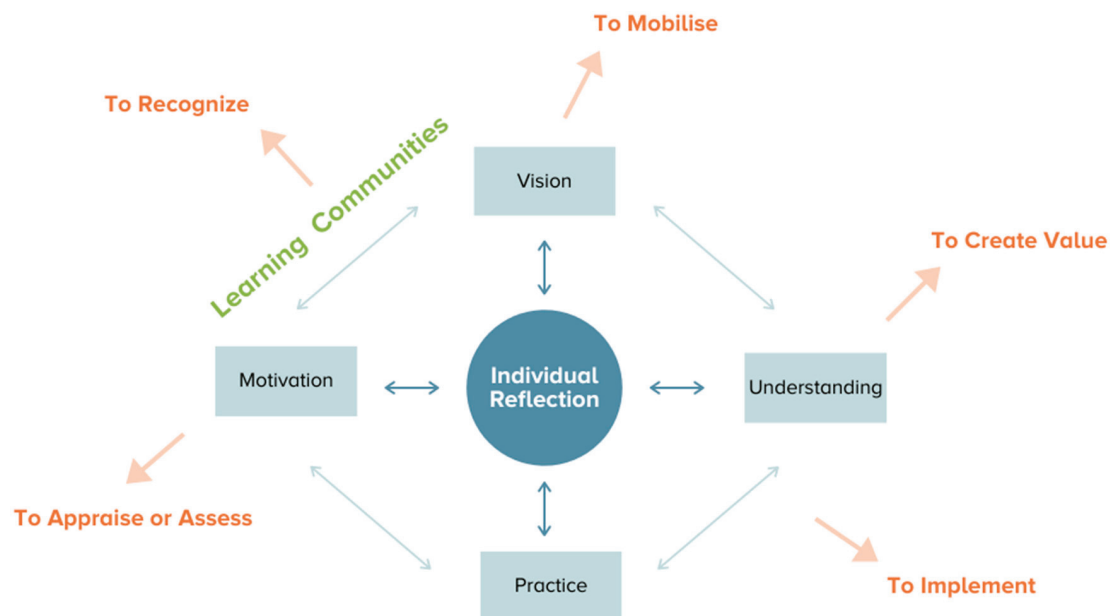 To Mobilise
To Recognize
Learning Communities
Vision
To Create Value
Motivation
Individual
Reflection
Understanding
To Appraise or Assess
Practice
To Implement